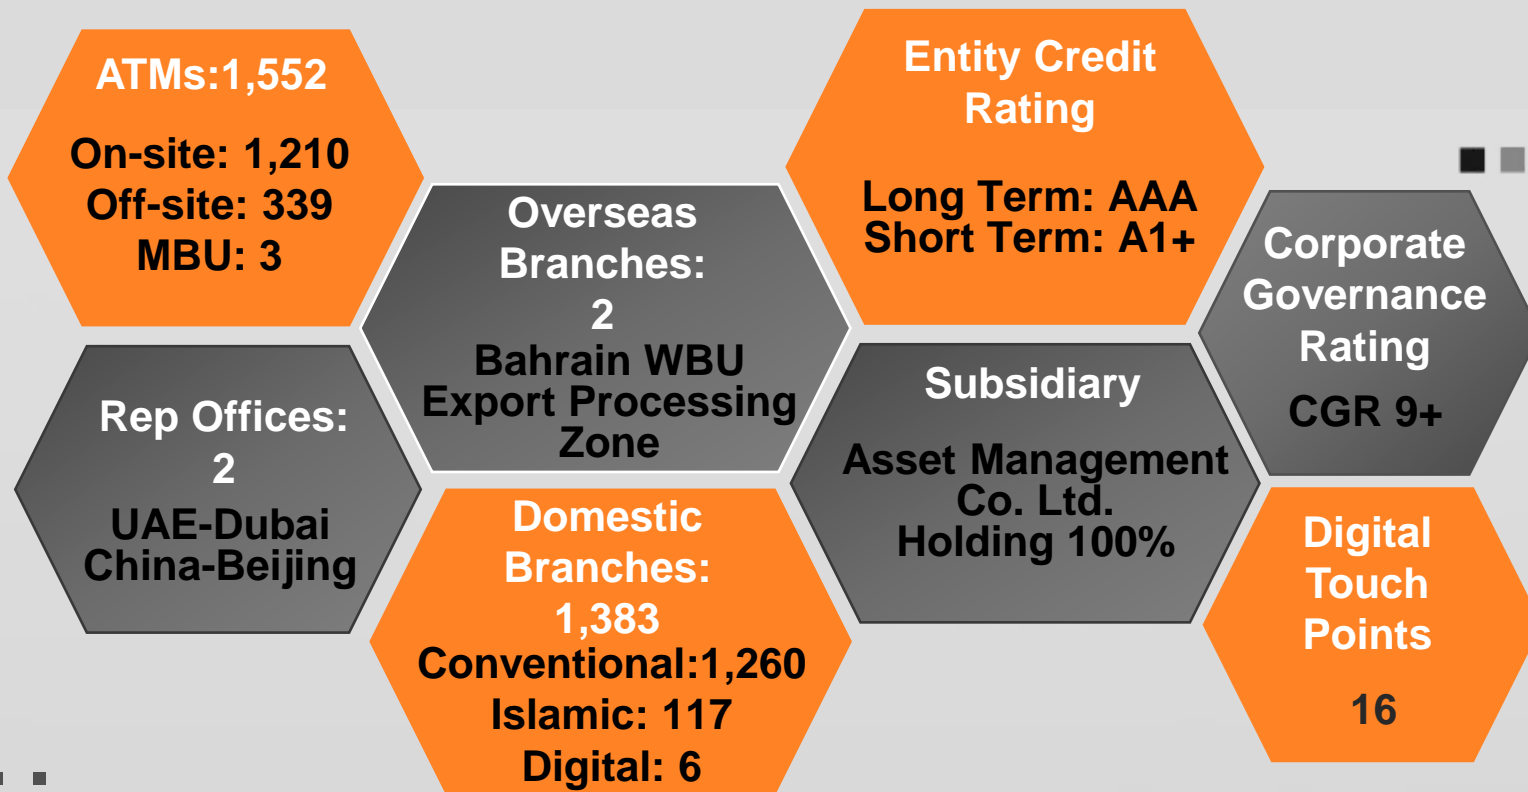 ATMs:1,552
On-site: 1,210
Off-site: 339
MBU: 3
Overseas
Branches:
2
Bahrain WBU
Export Processing
Zone
Entity Credit
Rating
Long Term: AAA
Short Term: A1+
Corporate
Governance
Rating
CGR 9+
Rep Offices:
2
UAE-Dubai
China-Beijing
Domestic
Branches:
1,383
Conventional:1,260
Islamic: 117
Digital: 6
Subsidiary
Asset Management
Co. Ltd.
Holding 100%
Digital
Touch
Points
16